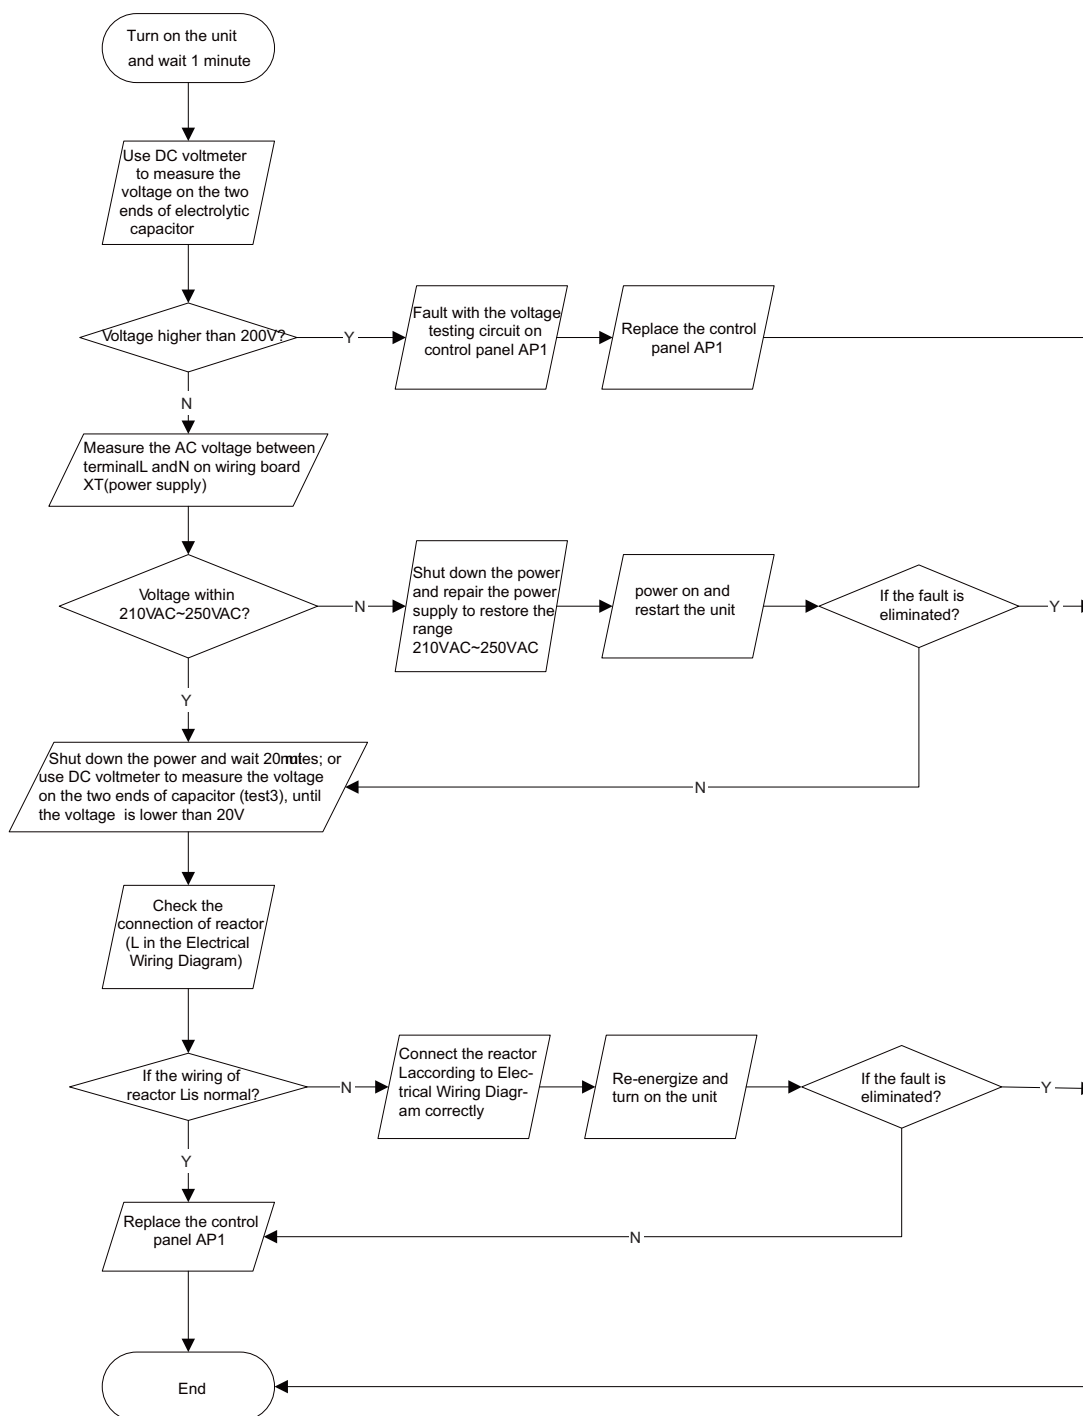 Turn on the unit
and wait 1 minute
Use DC voltmeter
to measure the
voltage on the two
ends of electrolytic
capacitor
Voltage higher than 200V?
Y
Fault with the voltage
testing circuit on
control panel AP1
Replace the control
panel AP1
N
Measure the AC voltage between
terminalL andN on wiring board
XT(power supply)
Voltage within
210VAC~250VAC?
N
Shut down the power
and repair the power
supply to restore the
range
210VAC~250VAC
power on and
restart the unit
If the fault is
eliminated?
Y
Y
N
Shut down the power and wait 20 or
use DC voltmeter to measure the voltage
on the two ends of capacitor (test3), until
the voltage is lower than 20V
Check the
connection of reactor
(L in the Electrical
Wiring Diagram)
If the wiring of
reactor Lis normal?
N
Connect the reactor
Laccording to Elec-
trical Wiring Diagr-
am correctly
Re-energize and
turn on the unit
If the fault is
eliminated?
Y
Y
N
Replace the control
panel AP1
End